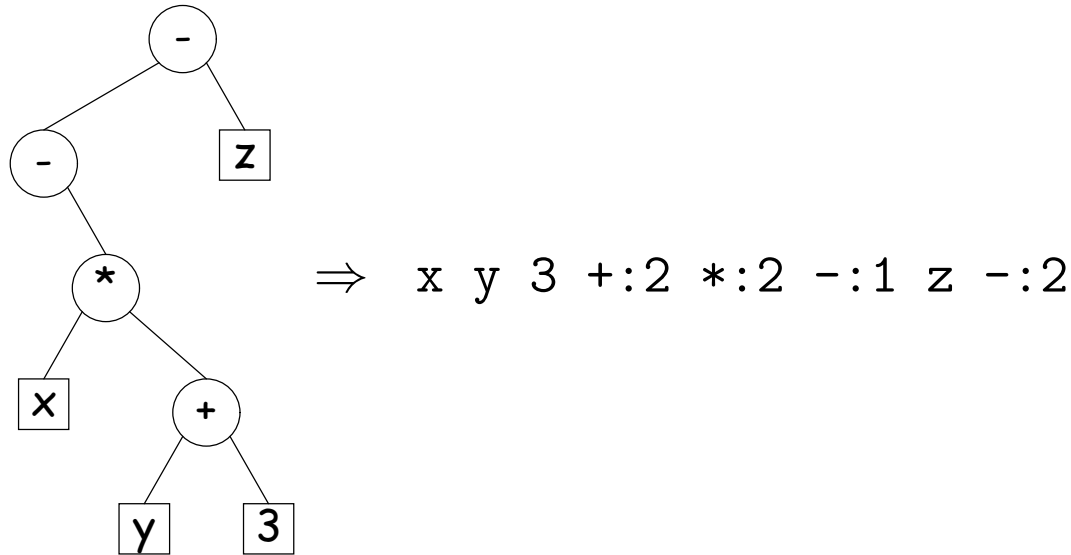 -
- z
*
⇒ x y 3 +:2 *:2 -:1 z -:2
x +
y 3